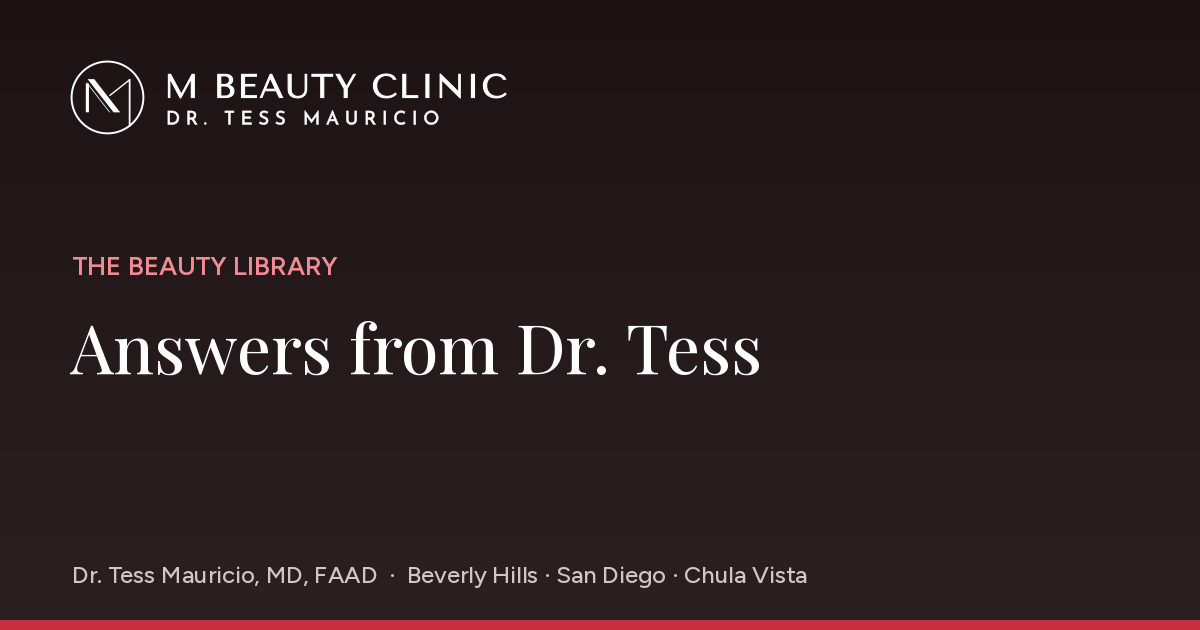 M BEAUTY CLINIC
DR. TESS MAURICIO
THE BEAUTY LIBRARY
Answers from Dr. Tess
Dr. Tess Mauricio, MD, FAAD · Beverly Hills · San Diego · Chula Vista